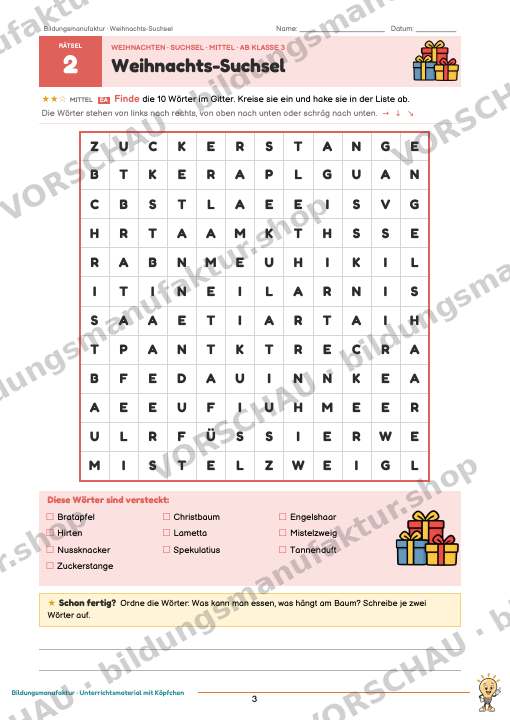 Bildungsmanufaktur · Weihnachts-Suchsel Name: Datum:
RÄTSEL
2
WEIHNACHTEN · SUCHSEL · MITTEL · AB KLASSE 3
Weihnachts-Suchsel
★★☆ MITTEL EA Finde die 10 Wörter im Gitter. Kreise sie ein und hake sie in der Liste ab.
Die Wörter stehen von links nach rechts, von oben nach unten oder schräg nach unten. → ↓ ↘
Z U C K E R S T A N G E
B T K E R A P L G U A N
C B S T L A E E I S V G
H R T A A M K T H S S E
R A B N M E U H I K I L
I T I N E I L A R N I S
S A A E T I A R T A I H
T P A N T K T R E C R A
B F E D A U I N N K E A
A E E U F I U H M E E R
U L R F Ü S S I E R W E
M I S T E L Z W E I G L
Diese Wörter sind versteckt:
Bratapfel Christbaum Engelshaar
Hirten Lametta Mistelzweig
Nussknacker Spekulatius Tannenduft
Zuckerstange
★ Schon fertig? Ordne die Wörter: Was kann man essen, was hängt am Baum? Schreibe je zwei
Wörter auf.
Bildungsmanufaktur · Unterrichtsmaterial mit Köpfchen
3
VORSCHAU · bildungsmanufaktur.shop